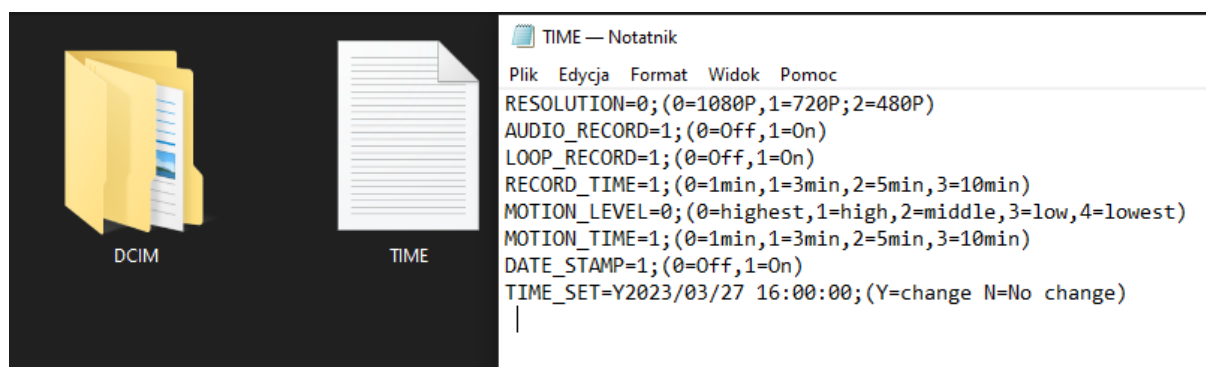 DCIM
TIME
TIME — Notatnik
Plik Edycja Format Widok Pomoc
RESOLUTION=0;(0=1080P,1=720P;2=480P)
AUDIO_RECORD=1;(0=Off,1=On)
LOOP_RECORD=1;(0=Off,1=On)
RECORD_TIME=1;(0=1min,1=3min,2=5min,3=10min)
MOTION_LEVEL=0;(0=highest,1=high,2=middle,3=low,4=lowest)
MOTION_TIME=1;(0=1min,1=3min,2=5min,3=10min)
DATE_STAMP=1;(0=Off,1=On)
TIME_SET=Y2023/03/27 16:00:00;(Y=change N=No change)